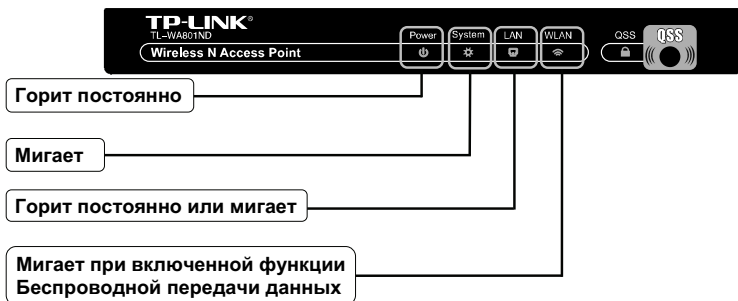 TP-LINK®
TL-WA801ND
Wireless N Access Point
Power System LAN WLAN QSS QSS
Горит постоянно
Мигает
Горит постоянно или мигает
Мигает при включенной функции
Беспроводной передачи данных